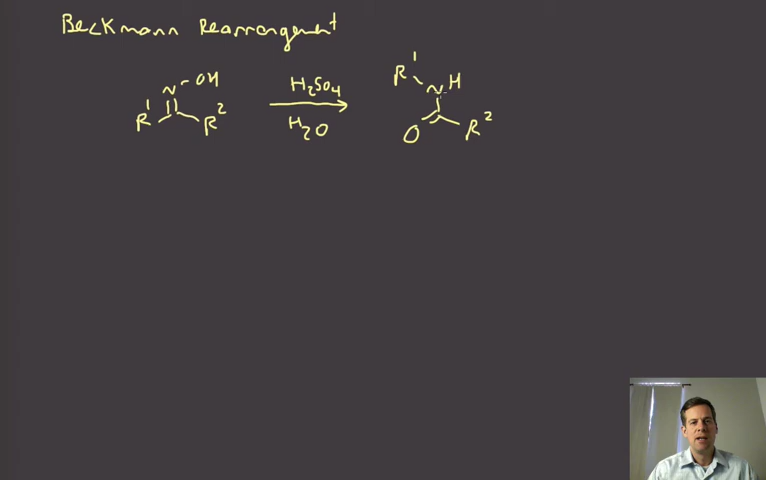 Beckmann Rearrangement
N OH
R¹ R²
H₂SO₄
H₂O
R¹ N H
O R²